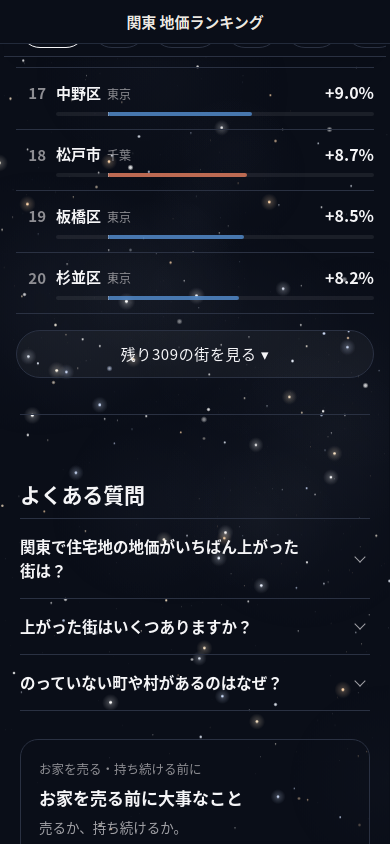 関東 地価ランキング
17 中野区 東京 +9.0%
18 松戸市 千葉 +8.7%
19 板橋区 東京 +8.5%
20 杉並区 東京 +8.2%
残り309の街を見る ▾
よくある質問
関東で住宅地の地価がいちばん上がった
街は？
上がった街はいくつありますか？
のっていない町や村があるのはなぜ？
お家を売る・持ち続ける前に
お家を売る前に大事なこと
売るか、持ち続けるか。